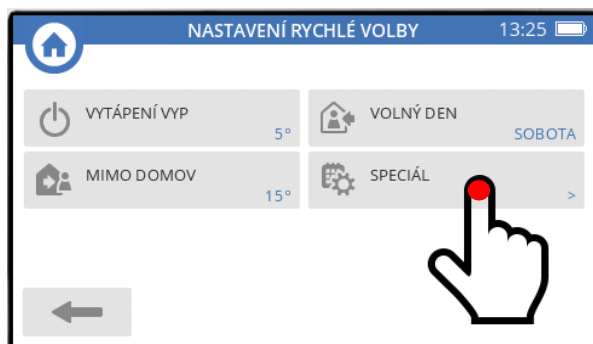 NASTAVENÍ RYCHLÉ VOLBY 13:25
VYTÁPENÍ VYP
5°
VOLNÝ DEN
SOBOTA
MIMO DOMOV
15°
SPECIÁL
>